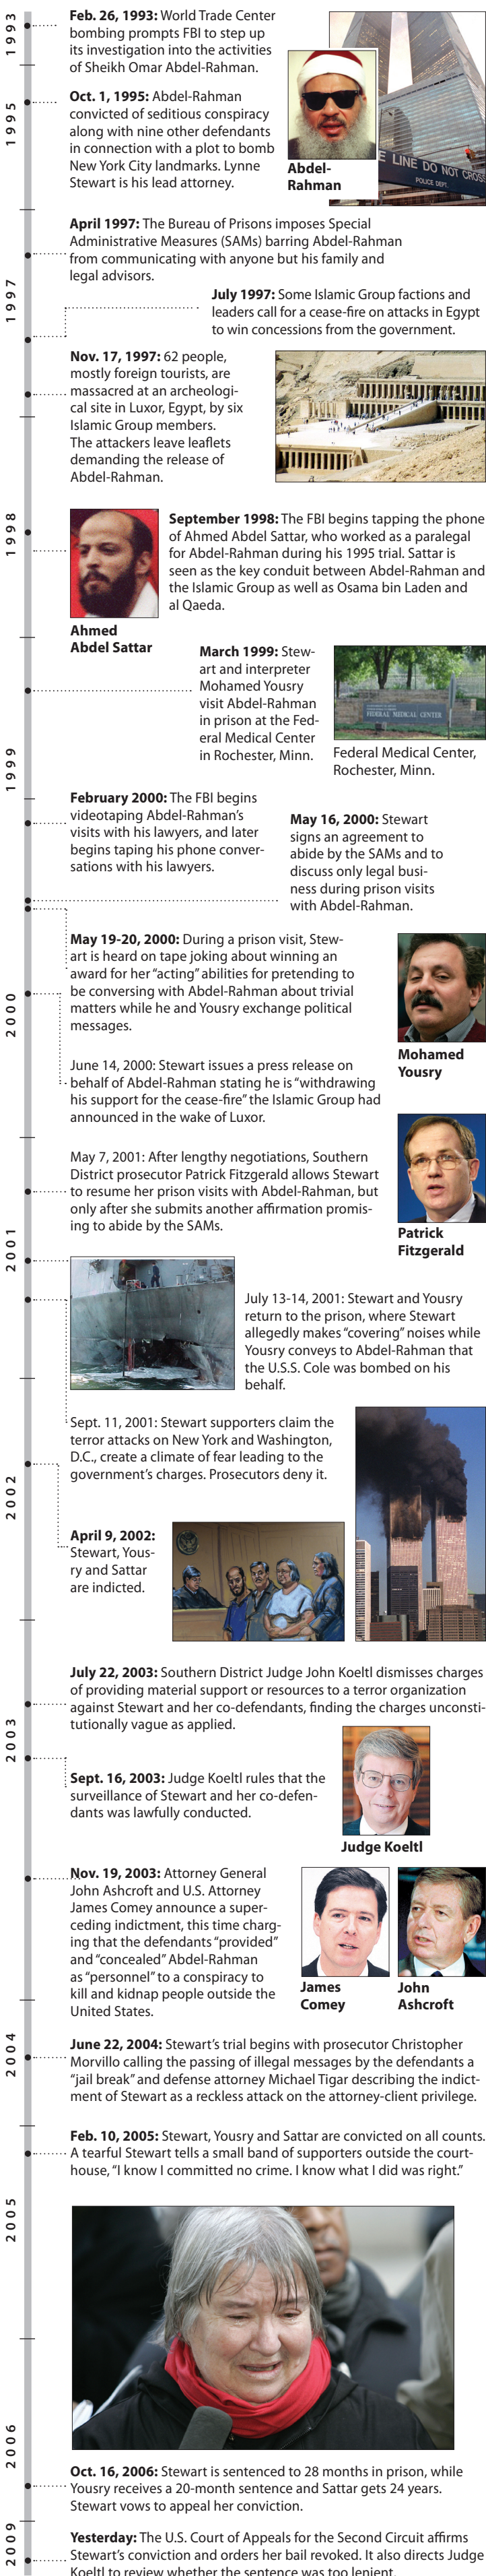 1993
Feb. 26, 1993: World Trade Center
bombing prompts FBI to step up
its investigation into the activities
of Sheikh Omar Abdel-Rahman.
1995
Oct. 1, 1995: Abdel-Rahman
convicted of seditious conspiracy
along with nine other defendants
in connection with a plot to bomb
New York City landmarks. Lynne
Stewart is his lead attorney.
Abdel-
Rahman
E LINE DO NOT CROSS
POLICE DEPT.
April 1997: The Bureau of Prisons imposes Special
Administrative Measures (SAMs) barring Abdel-Rahman
from communicating with anyone but his family and
legal advisors.
1997
July 1997: Some Islamic Group factions and
leaders call for a cease-fire on attacks in Egypt
to win concessions from the government.
Nov. 17, 1997: 62 people,
mostly foreign tourists, are
massacred at an archeologi-
cal site in Luxor, Egypt, by six
Islamic Group members.
The attackers leave leaflets
demanding the release of
Abdel-Rahman.
1998
September 1998: The FBI begins tapping the phone
of Ahmed Abdel Sattar, who worked as a paralegal
for Abdel-Rahman during his 1995 trial. Sattar is
seen as the key conduit between Abdel-Rahman and
the Islamic Group as well as Osama bin Laden and
al Qaeda.
Ahmed
Abdel Sattar
March 1999: Stew-
art and interpreter
Mohamed Yousry
visit Abdel-Rahman
in prison at the Fed-
eral Medical Center
in Rochester, Minn.
FEDERAL MEDICAL CENTER
Federal Medical Center,
Rochester, Minn.
1999
February 2000: The FBI begins
videotaping Abdel-Rahman's
visits with his lawyers, and later
begins taping his phone conver-
sations with his lawyers.
May 16, 2000: Stewart
signs an agreement to
abide by the SAMs and to
discuss only legal busi-
ness during prison visits
with Abdel-Rahman.
May 19-20, 2000: During a prison visit, Stew-
art is heard on tape joking about winning an
award for her “acting” abilities for pretending to
be conversing with Abdel-Rahman about trivial
matters while he and Yousry exchange political
messages.
Mohamed
Yousry
2000
June 14, 2000: Stewart issues a press release on
behalf of Abdel-Rahman stating he is “withdrawing
his support for the cease-fire” the Islamic Group had
announced in the wake of Luxor.
May 7, 2001: After lengthy negotiations, Southern
District prosecutor Patrick Fitzgerald allows Stewart
to resume her prison visits with Abdel-Rahman, but
only after she submits another affirmation promis-
ing to abide by the SAMs.
Patrick
Fitzgerald
2001
July 13-14, 2001: Stewart and Yousry
return to the prison, where Stewart
allegedly makes “covering” noises while
Yousry conveys to Abdel-Rahman that
the U.S.S. Cole was bombed on his
behalf.
Sept. 11, 2001: Stewart supporters claim the
terror attacks on New York and Washington,
D.C., create a climate of fear leading to the
government's charges. Prosecutors deny it.
2002
April 9, 2002:
Stewart, Yous-
ry and Sattar
are indicted.
July 22, 2003: Southern District Judge John Koeltl dismisses charges
of providing material support or resources to a terror organization
against Stewart and her co-defendants, finding the charges unconsti-
tutionally vague as applied.
2003
Sept. 16, 2003: Judge Koeltl rules that the
surveillance of Stewart and her co-defen-
dants was lawfully conducted.
Judge Koeltl
Nov. 19, 2003: Attorney General
John Ashcroft and U.S. Attorney
James Comey announce a super-
ceding indictment, this time charg-
ing that the defendants “provided”
and “concealed” Abdel-Rahman
as “personnel” to a conspiracy to
kill and kidnap people outside the
United States.
James
Comey
John
Ashcroft
2004
June 22, 2004: Stewart's trial begins with prosecutor Christopher
Morvillo calling the passing of illegal messages by the defendants a
“jail break” and defense attorney Michael Tigar describing the indict-
ment of Stewart as a reckless attack on the attorney-client privilege.
Feb. 10, 2005: Stewart, Yousry and Sattar are convicted on all counts.
A tearful Stewart tells a small band of supporters outside the court-
house, “I know I committed no crime. I know what I did was right.”
2005
2006
Oct. 16, 2006: Stewart is sentenced to 28 months in prison, while
Yousry receives a 20-month sentence and Sattar gets 24 years.
Stewart vows to appeal her conviction.
2009
Yesterday: The U.S. Court of Appeals for the Second Circuit affirms
Stewart's conviction and orders her bail revoked. It also directs Judge
Koeltl to review whether the sentence was too lenient.